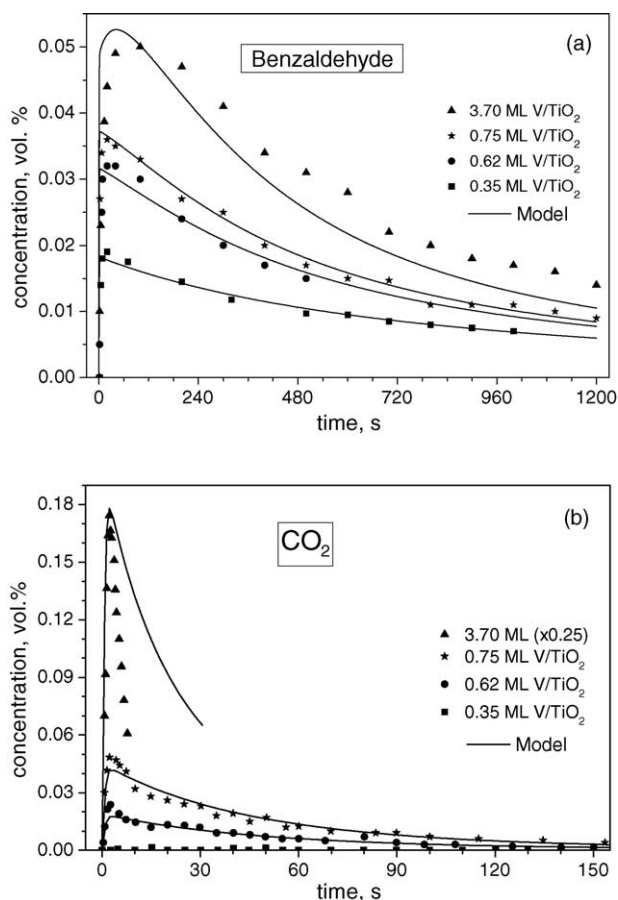 (a)
Benzaldehyde
3.70 ML V/TiO₂
0.75 ML V/TiO₂
0.62 ML V/TiO₂
0.35 ML V/TiO₂
Model
concentration, vol. %
0.05
0.04
0.03
0.02
0.01
0.00
0 240 480 720 960 1200
time, s
(b)
CO₂
3.70 ML (x0.25)
0.75 ML V/TiO₂
0.62 ML V/TiO₂
0.35 ML V/TiO₂
Model
concentration, vol.%
0.18
0.15
0.12
0.09
0.06
0.03
0.00
0 30 60 90 120 150
time, s